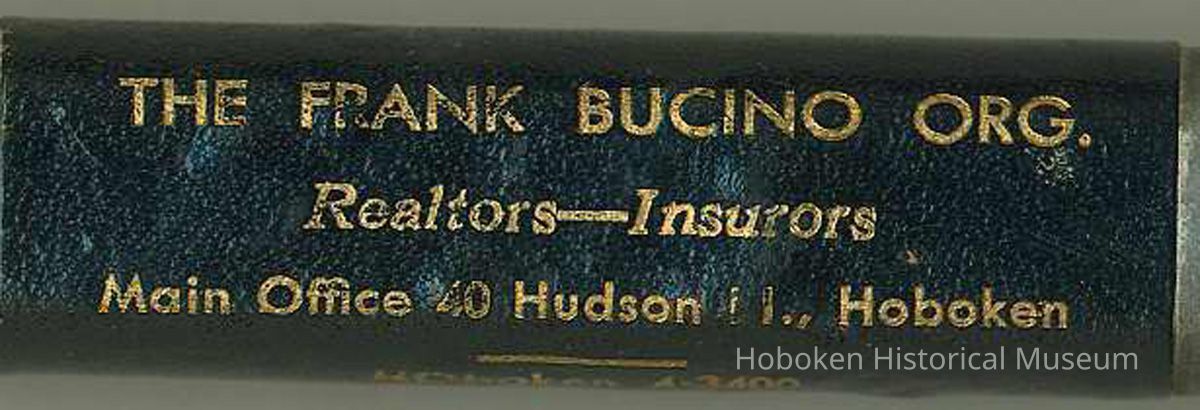 THE FRANK BUCINO ORG.
Realtors—Insurors
Main Office 40 Hudson Hoboken
Hoboken Historical Museum